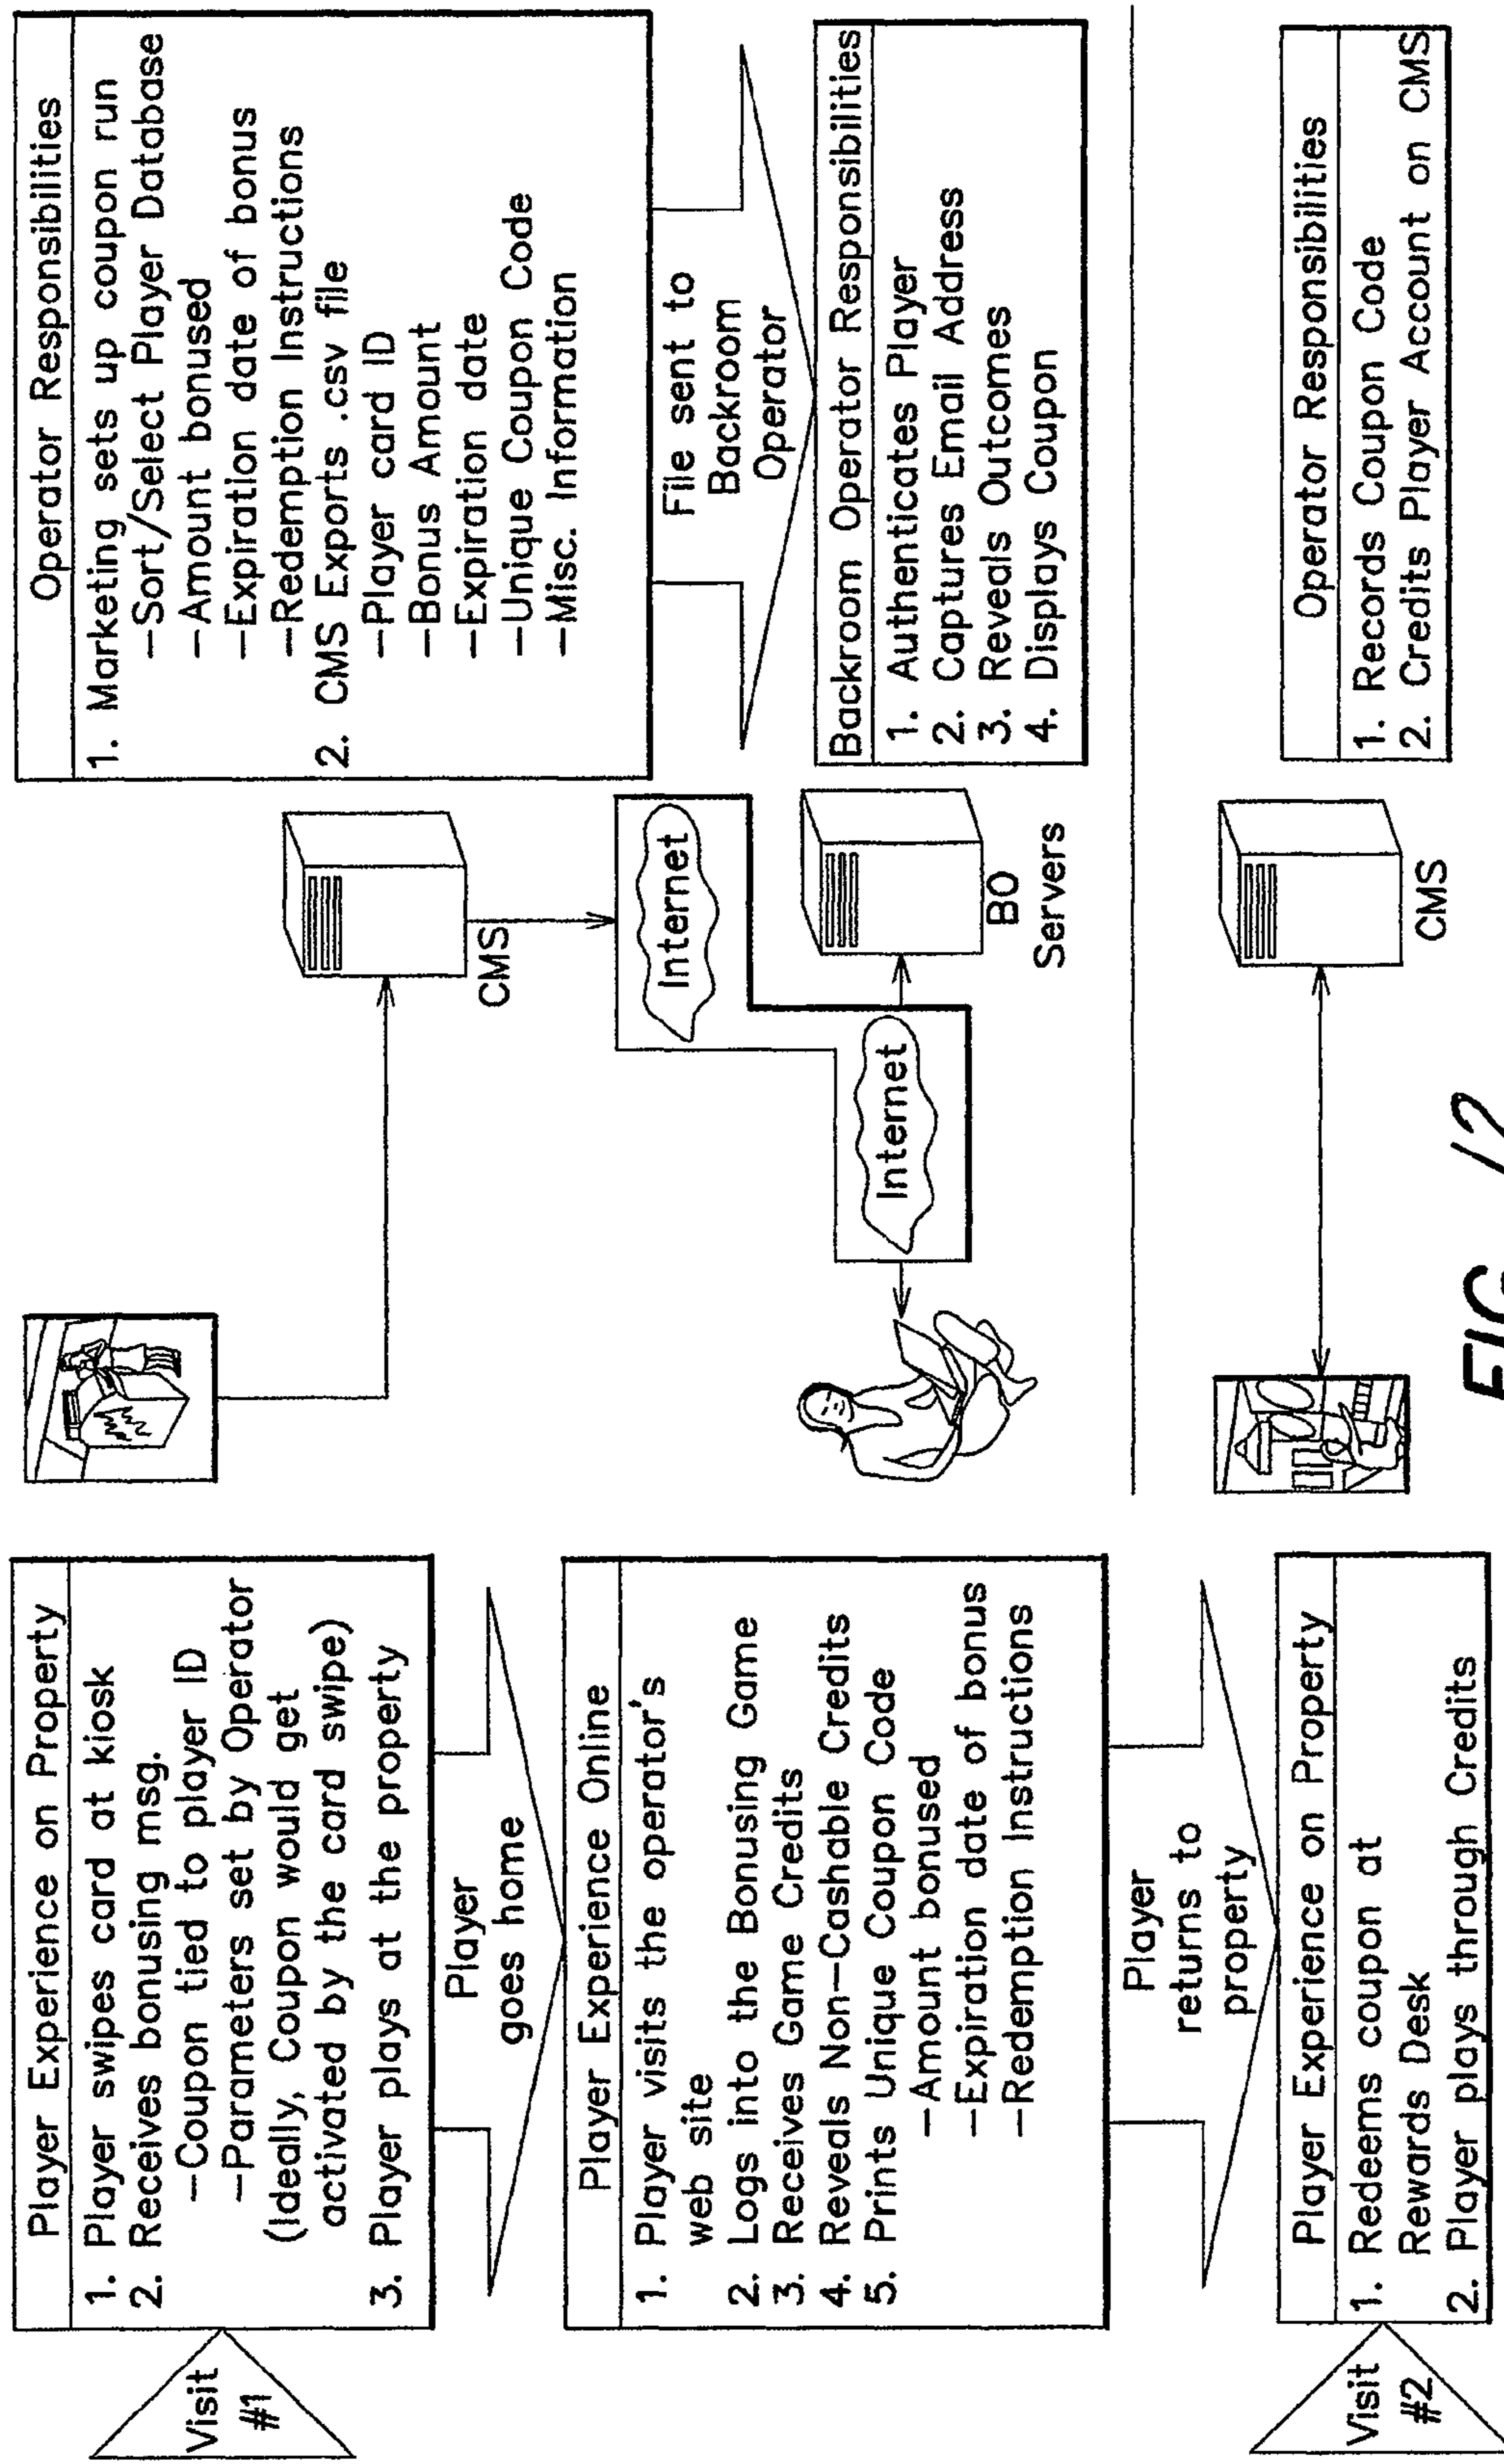 Visit
#1
Player Experience on Property
1. Player swipes card at kiosk
2. Receives bonusing msg.
—Coupon tied to player ID
—Parameters set by Operator
(Ideally, Coupon would get
activated by the card swipe)
3. Player plays at the property
Player
goes home
Player Experience Online
1. Player visits the operator's
web site
2. Logs into the Bonusing Game
3. Receives Game Credits
4. Reveals Non—Cashable Credits
5. Prints Unique Coupon Code
—Amount bonused
—Expiration date of bonus
—Redemption Instructions
Player
returns to
property
Visit
#2
Player Experience on Property
1. Redeems coupon at
Rewards Desk
2. Player plays through Credits
CMS
Internet
Internet
BO
Servers
CMS
Operator Responsibilities
1. Marketing sets up coupon run
—Sort/Select Player Database
—Amount bonused
—Expiration date of bonus
—Redemption Instructions
2. CMS Exports .csv file
—Player card ID
—Bonus Amount
—Expiration date
—Unique Coupon Code
—Misc. Information
File sent to
Backroom
Operator
Backroom Operator Responsibilities
1. Authenticates Player
2. Captures Email Address
3. Reveals Outcomes
4. Displays Coupon
Operator Responsibilities
1. Records Coupon Code
2. Credits Player Account on CMS
FIG. 12